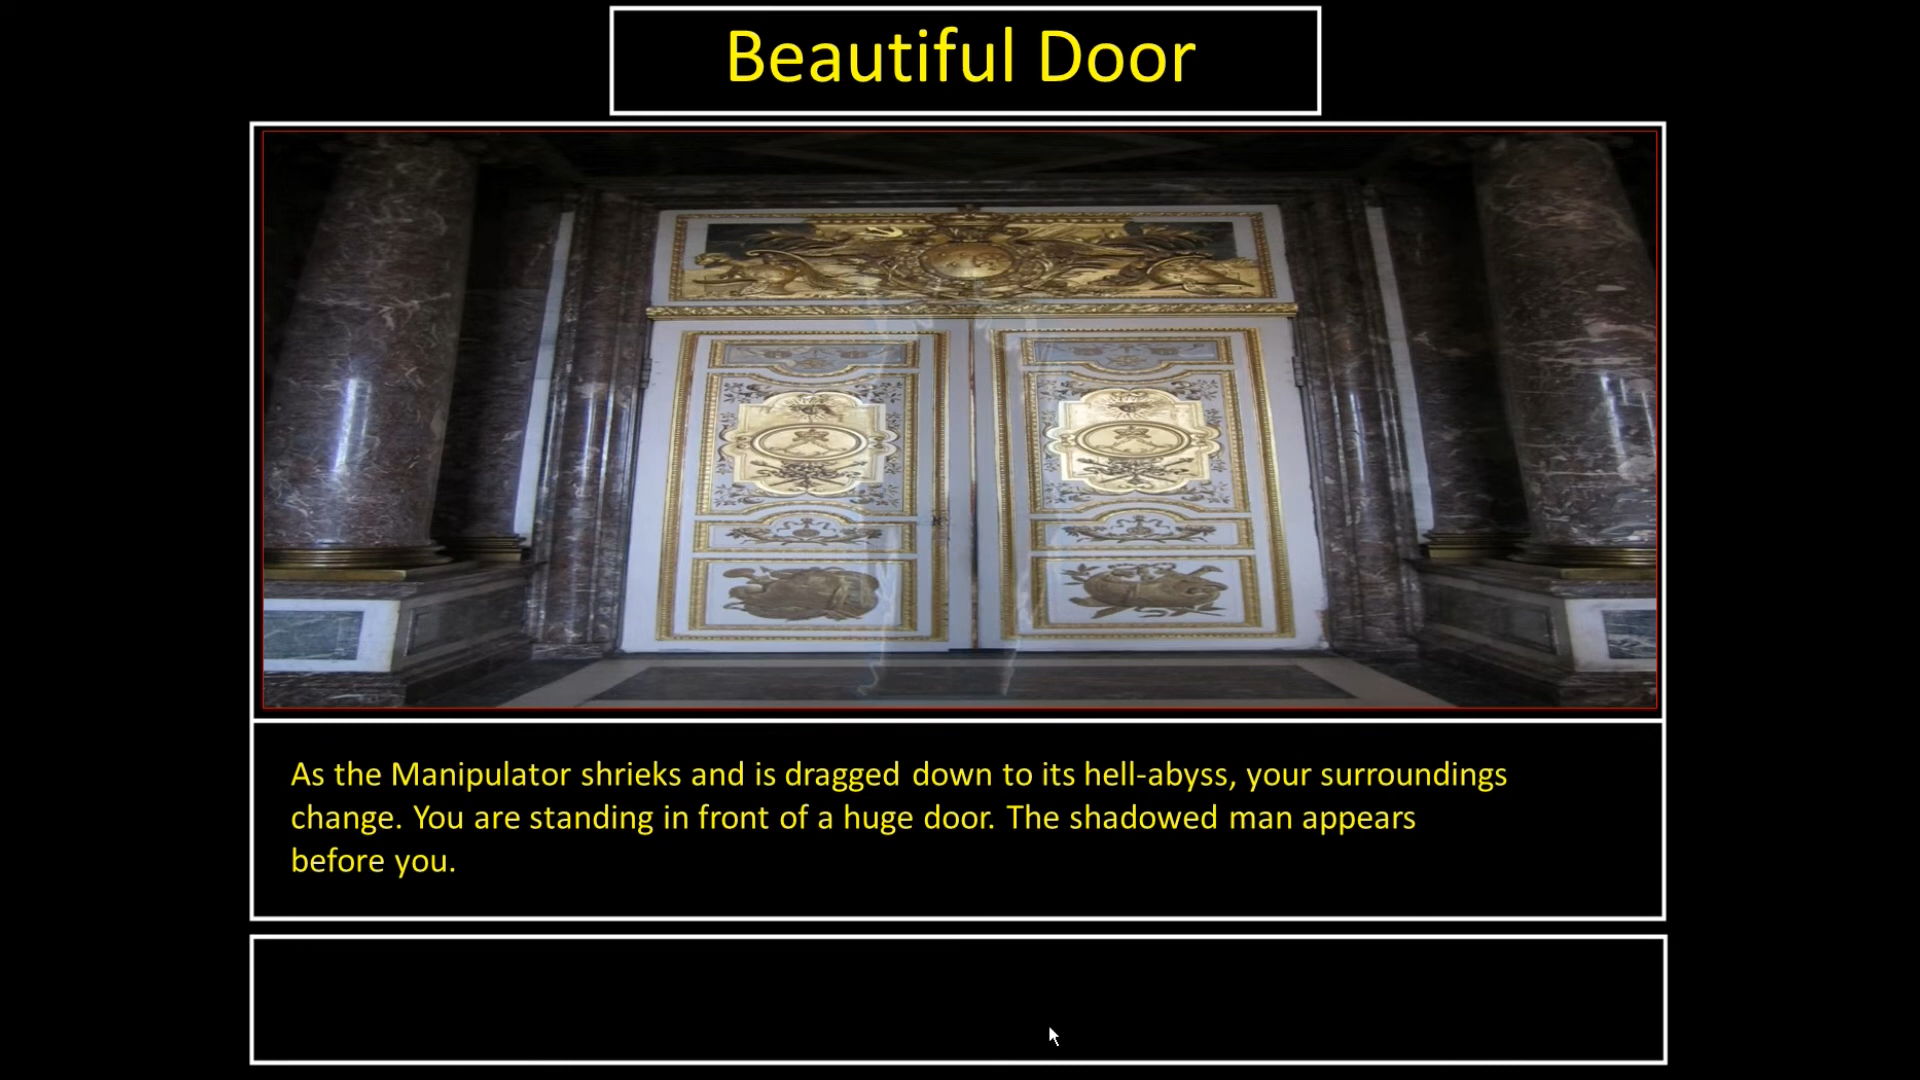 Beautiful Door
As the Manipulator shrieks and is dragged down to its hell-abyss, your surroundings
change. You are standing in front of a huge door. The shadowed man appears
before you.